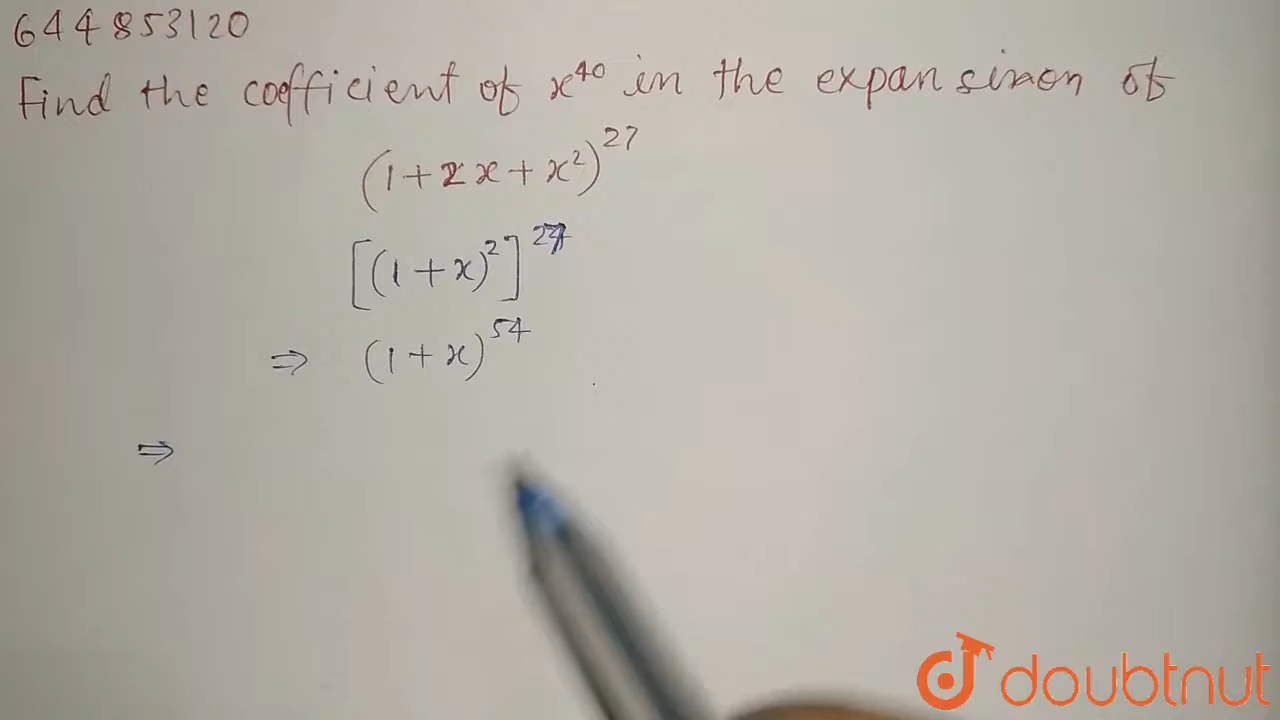 644853120
Find the coefficient of x⁴⁰ in the expansinon of
(1+2x+x²)²⁷
[(1+x)²]²⁷
⇒ (1+x)⁵⁴
⇒
doubtnut